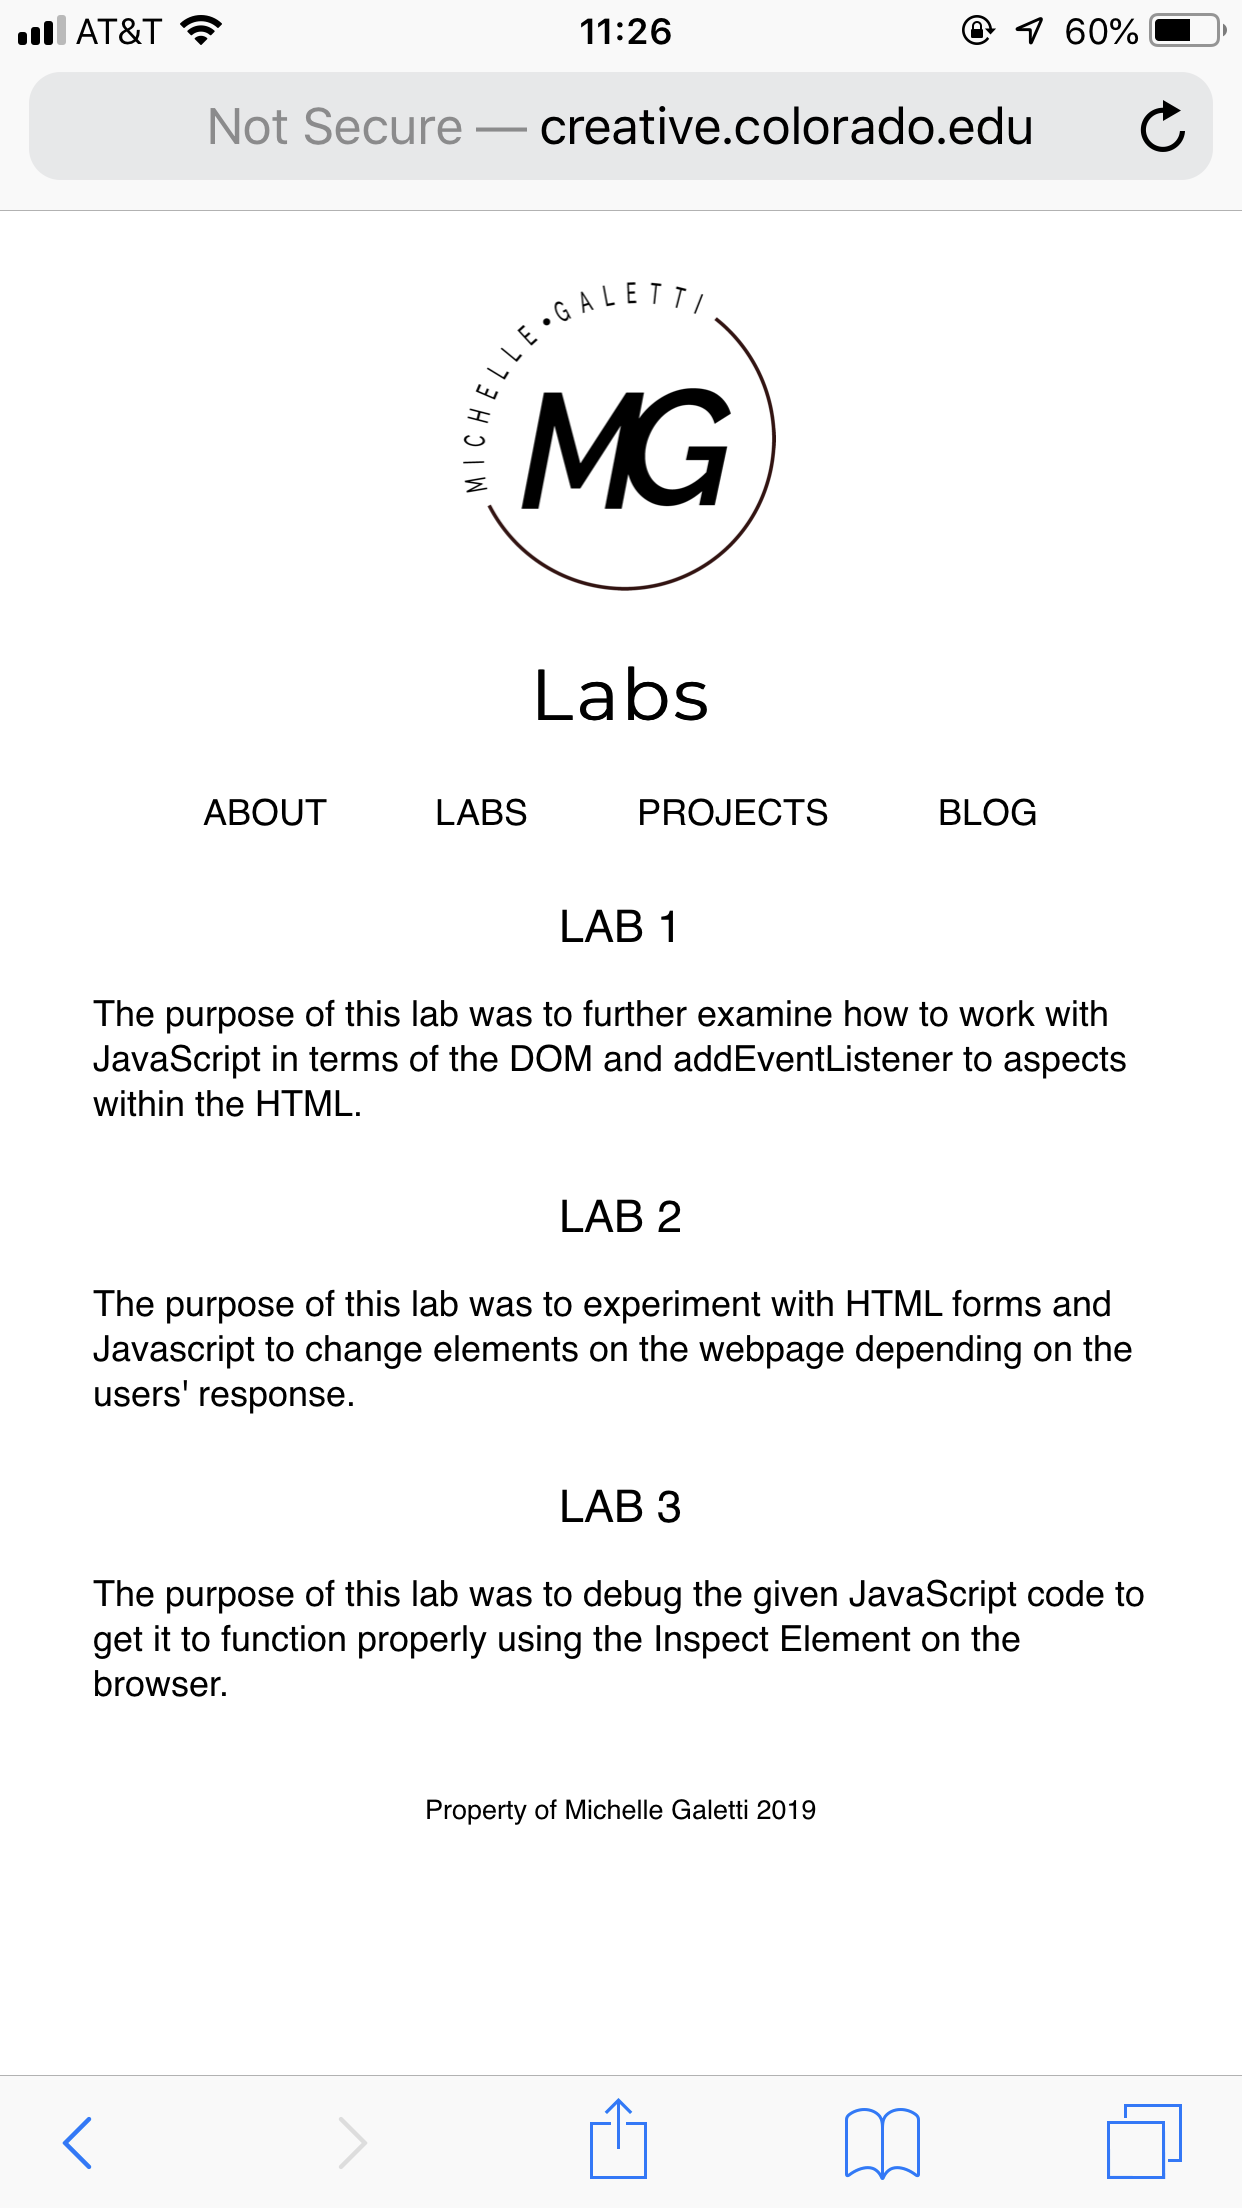 AT&T 11:26 60%
Not Secure — creative.colorado.edu
MICHELLE•GALETTI
MG
Labs
ABOUT LABS PROJECTS BLOG
LAB 1
The purpose of this lab was to further examine how to work with
JavaScript in terms of the DOM and addEventListener to aspects
within the HTML.
LAB 2
The purpose of this lab was to experiment with HTML forms and
Javascript to change elements on the webpage depending on the
users' response.
LAB 3
The purpose of this lab was to debug the given JavaScript code to
get it to function properly using the Inspect Element on the
browser.
Property of Michelle Galetti 2019